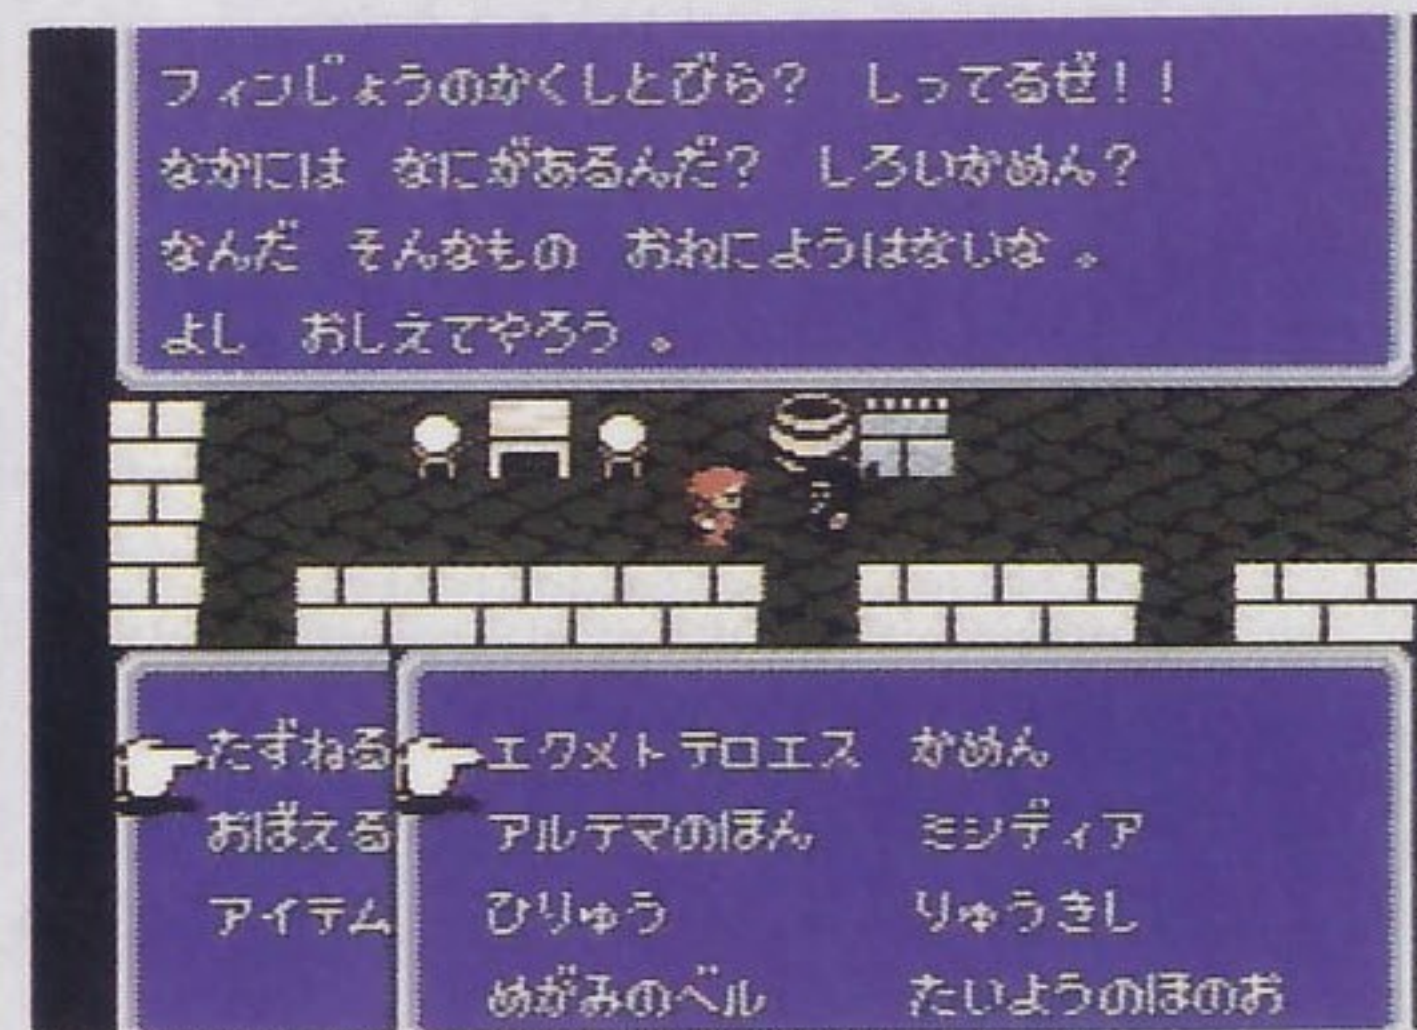 フィンじょうのかくしとびら？　しってるぜ！！
なかには　なにがあるんだ？　しろいかめん？
なんだ　そんなもの　おれにようはないな　。
よし　おしえてやろう　。
たずねる
おぼえる
アイテム
エクメトテロエス　かめん
アルテマのほん　ミシディア
ひりゅう　りゅうきし
めがみのベル　たいようのほのお